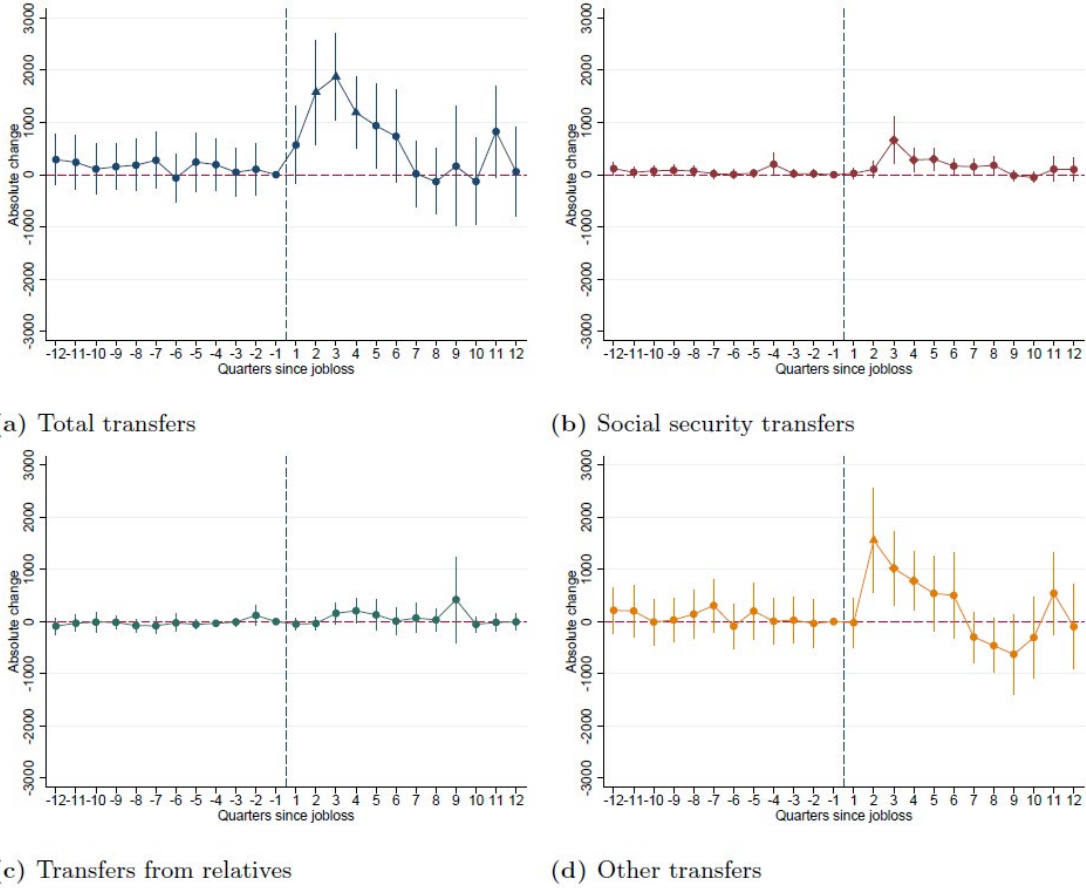 3000
2000
1000
0
-1000
-2000
-3000
Absolute change
-12 -11 -10 -9 -8 -7 -6 -5 -4 -3 -2 -1 1 2 3 4 5 6 7 8 9 10 11 12
Quarters since jobloss
(a) Total transfers
3000
2000
1000
0
-1000
-2000
-3000
Absolute change
-12 -11 -10 -9 -8 -7 -6 -5 -4 -3 -2 -1 1 2 3 4 5 6 7 8 9 10 11 12
Quarters since jobloss
(b) Social security transfers
3000
2000
1000
0
-1000
-2000
-3000
Absolute change
-12 -11 -10 -9 -8 -7 -6 -5 -4 -3 -2 -1 1 2 3 4 5 6 7 8 9 10 11 12
Quarters since jobloss
(c) Transfers from relatives
3000
2000
1000
0
-1000
-2000
-3000
Absolute change
-12 -11 -10 -9 -8 -7 -6 -5 -4 -3 -2 -1 1 2 3 4 5 6 7 8 9 10 11 12
Quarters since jobloss
(d) Other transfers